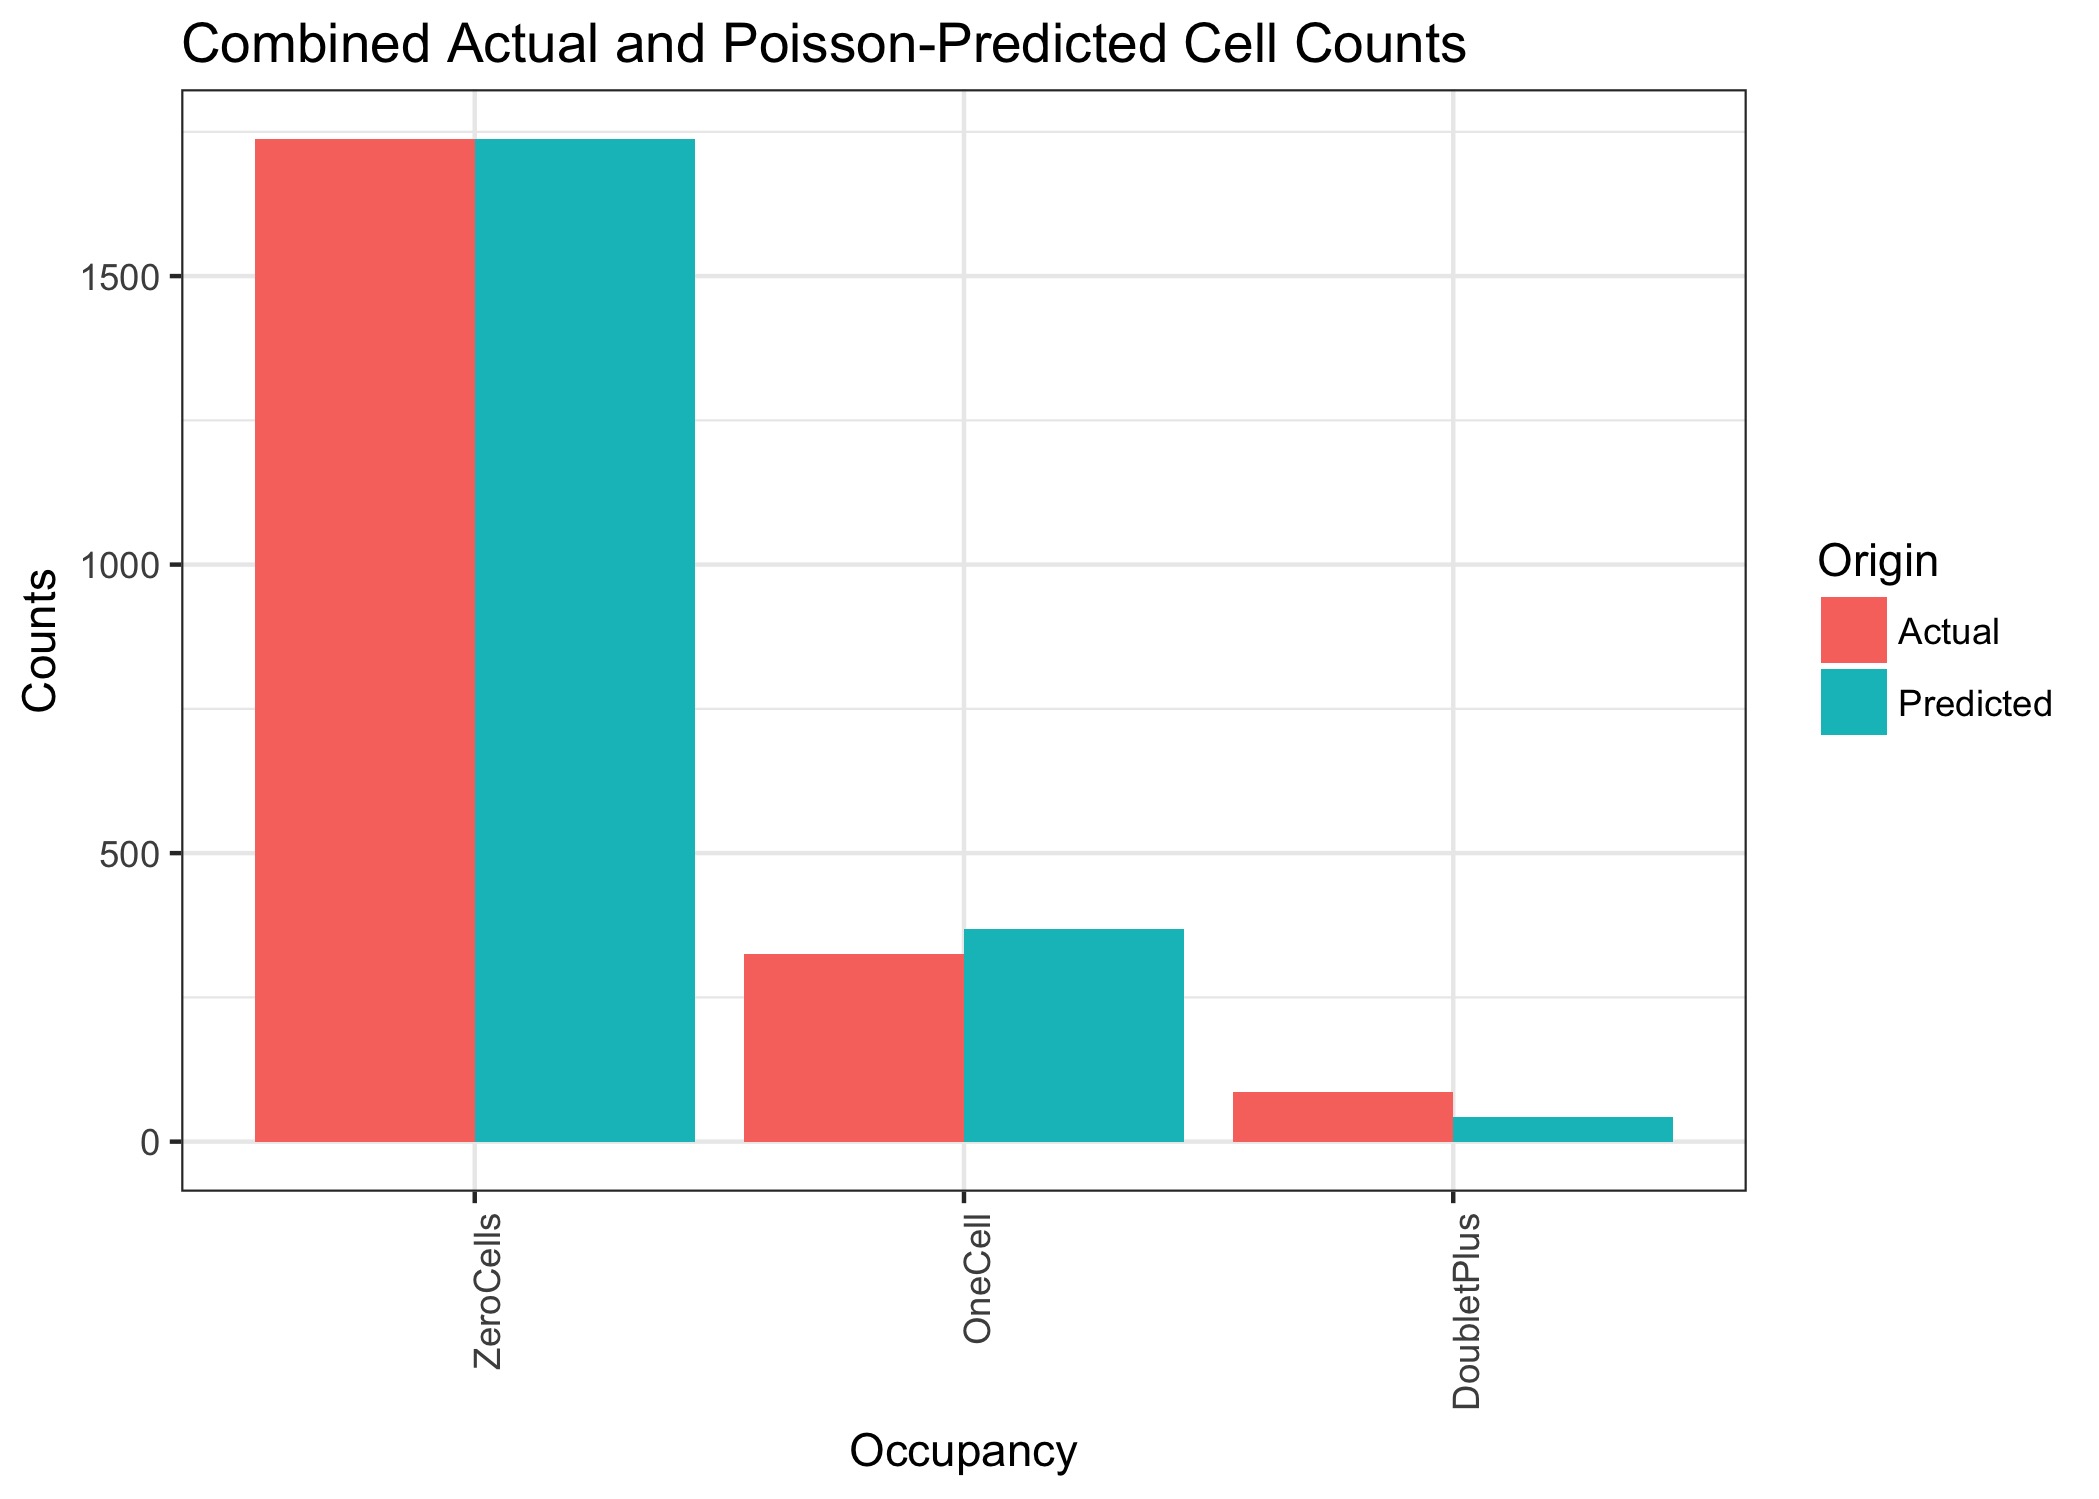 Combined Actual and Poisson-Predicted Cell Counts
Counts
1500
1000
500
0
ZeroCells
OneCell
DoubletPlus
Occupancy
Origin
Actual
Predicted